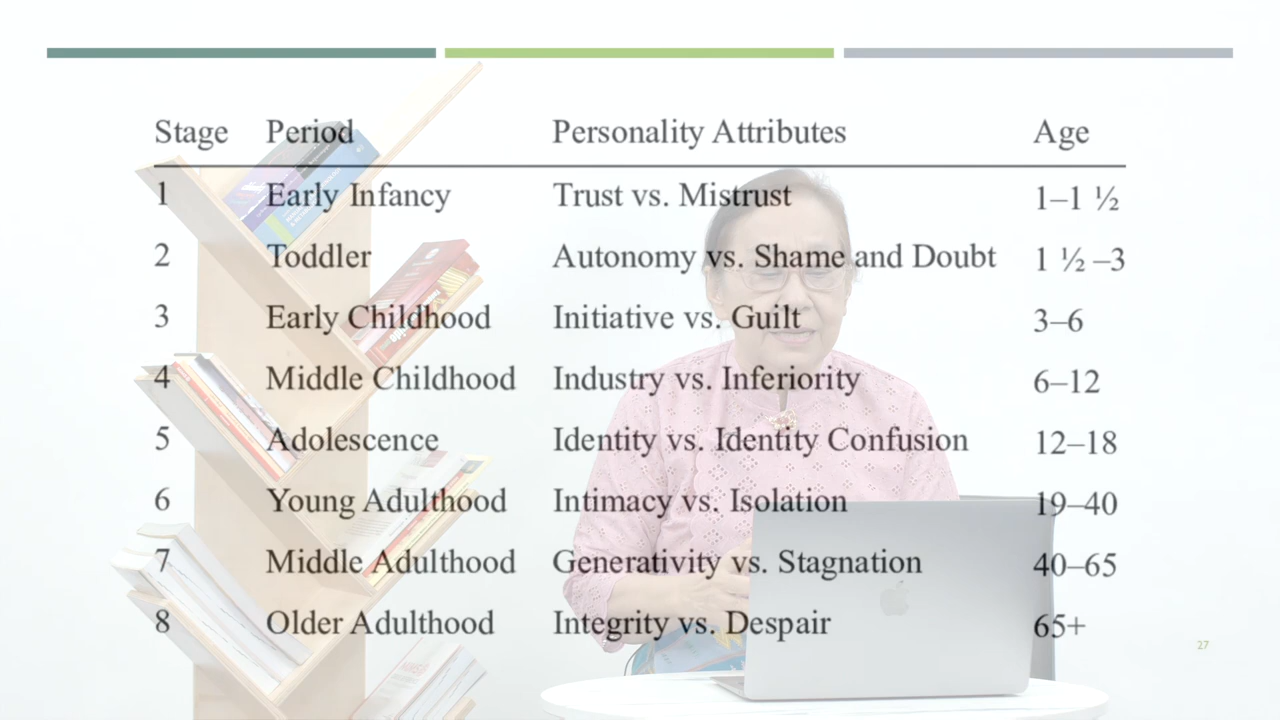 Stage Period Personality Attributes Age
1 Early Infancy Trust vs. Mistrust 1–1 ½
2 Toddler Autonomy vs. Shame and Doubt 1 ½ –3
3 Early Childhood Initiative vs. Guilt 3–6
4 Middle Childhood Industry vs. Inferiority 6–12
5 Adolescence Identity vs. Identity Confusion 12–18
6 Young Adulthood Intimacy vs. Isolation 19–40
7 Middle Adulthood Generativity vs. Stagnation 40–65
8 Older Adulthood Integrity vs. Despair 65+
27